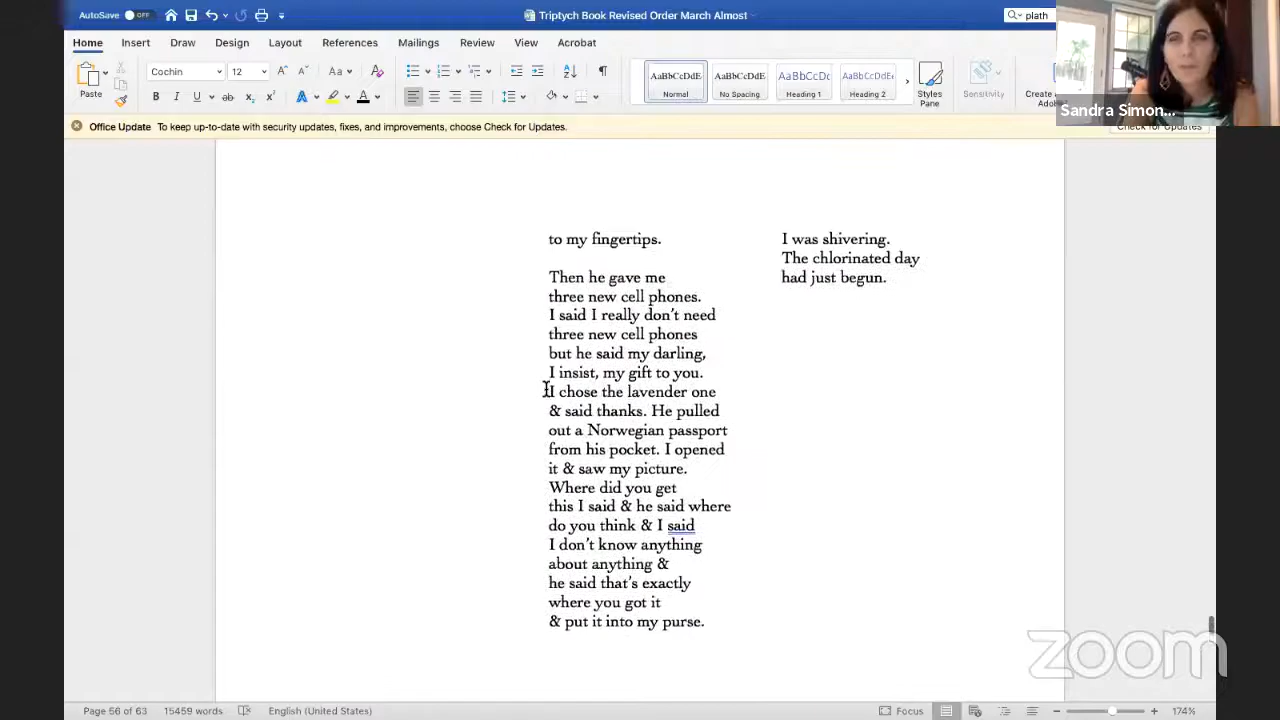 AutoSave OFF
Triptych Book Revised Order March Almost
plath
Home Insert Draw Design Layout References Mailings Review View Acrobat
Paste
Cochin 12
AaBbCcDdE Normal
AaBbCcDdE No Spacing
AaBbCcDc Heading 1
AaBbCcDdE Heading 2
Styles Pane
Sensitivity
Office Update To keep up-to-date with security updates, fixes, and improvements, choose Check for Updates.
Check for Updates
Sandra Simon...
to my fingertips.
Then he gave me
three new cell phones.
I said I really don't need
three new cell phones
but he said my darling,
I insist, my gift to you.
I chose the lavender one
& said thanks. He pulled
out a Norwegian passport
from his pocket. I opened
it & saw my picture.
Where did you get
this I said & he said where
do you think & I said
I don't know anything
about anything &
he said that's exactly
where you got it
& put it into my purse.
I was shivering.
The chlorinated day
had just begun.
zoom
Page 56 of 63 15459 words English (United States) Focus 174%